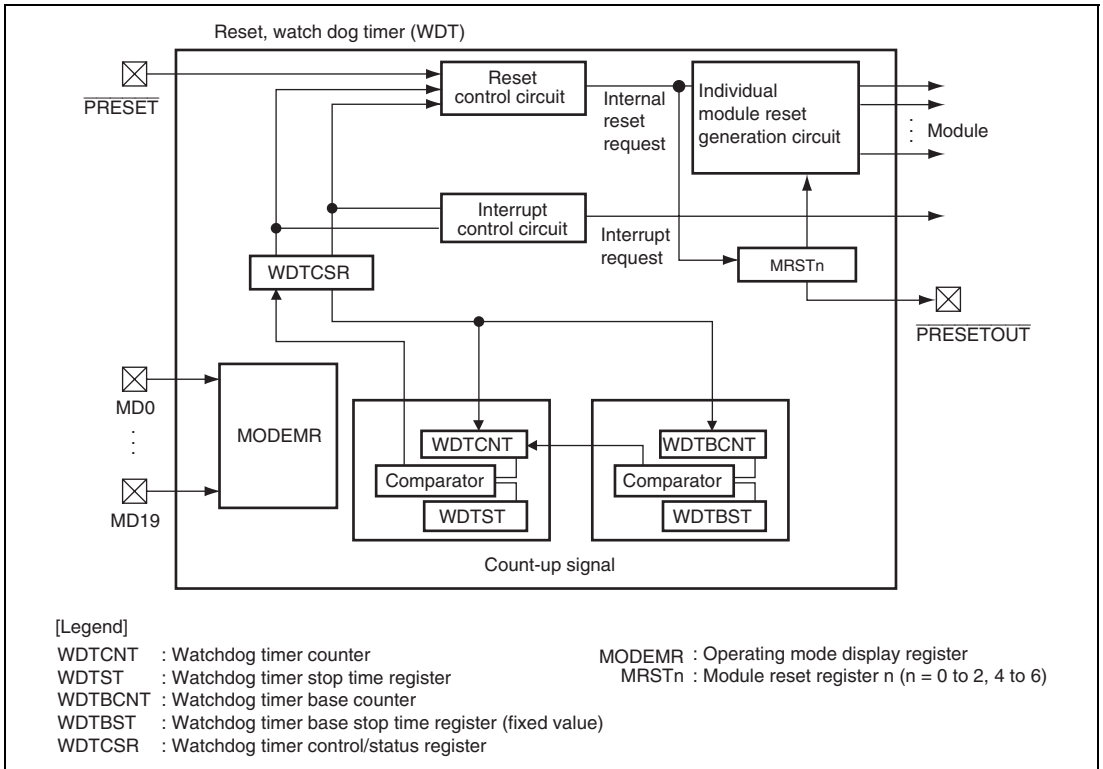 Reset, watch dog timer (WDT)
PRESET
Reset
control circuit
Internal
reset
request
Individual
module reset
generation circuit
Module
Interrupt
control circuit
Interrupt
request
WDTCSR
MRSTn
PRESETOUT
MD0
MD19
MODEMR
WDTCNT
Comparator
WDTST
WDTBCNT
Comparator
WDTBST
Count-up signal
[Legend]
WDTCNT : Watchdog timer counter
WDTST : Watchdog timer stop time register
WDTBCNT : Watchdog timer base counter
WDTBST : Watchdog timer base stop time register (fixed value)
WDTCSR : Watchdog timer control/status register
MODEMR : Operating mode display register
MRSTn : Module reset register n (n = 0 to 2, 4 to 6)